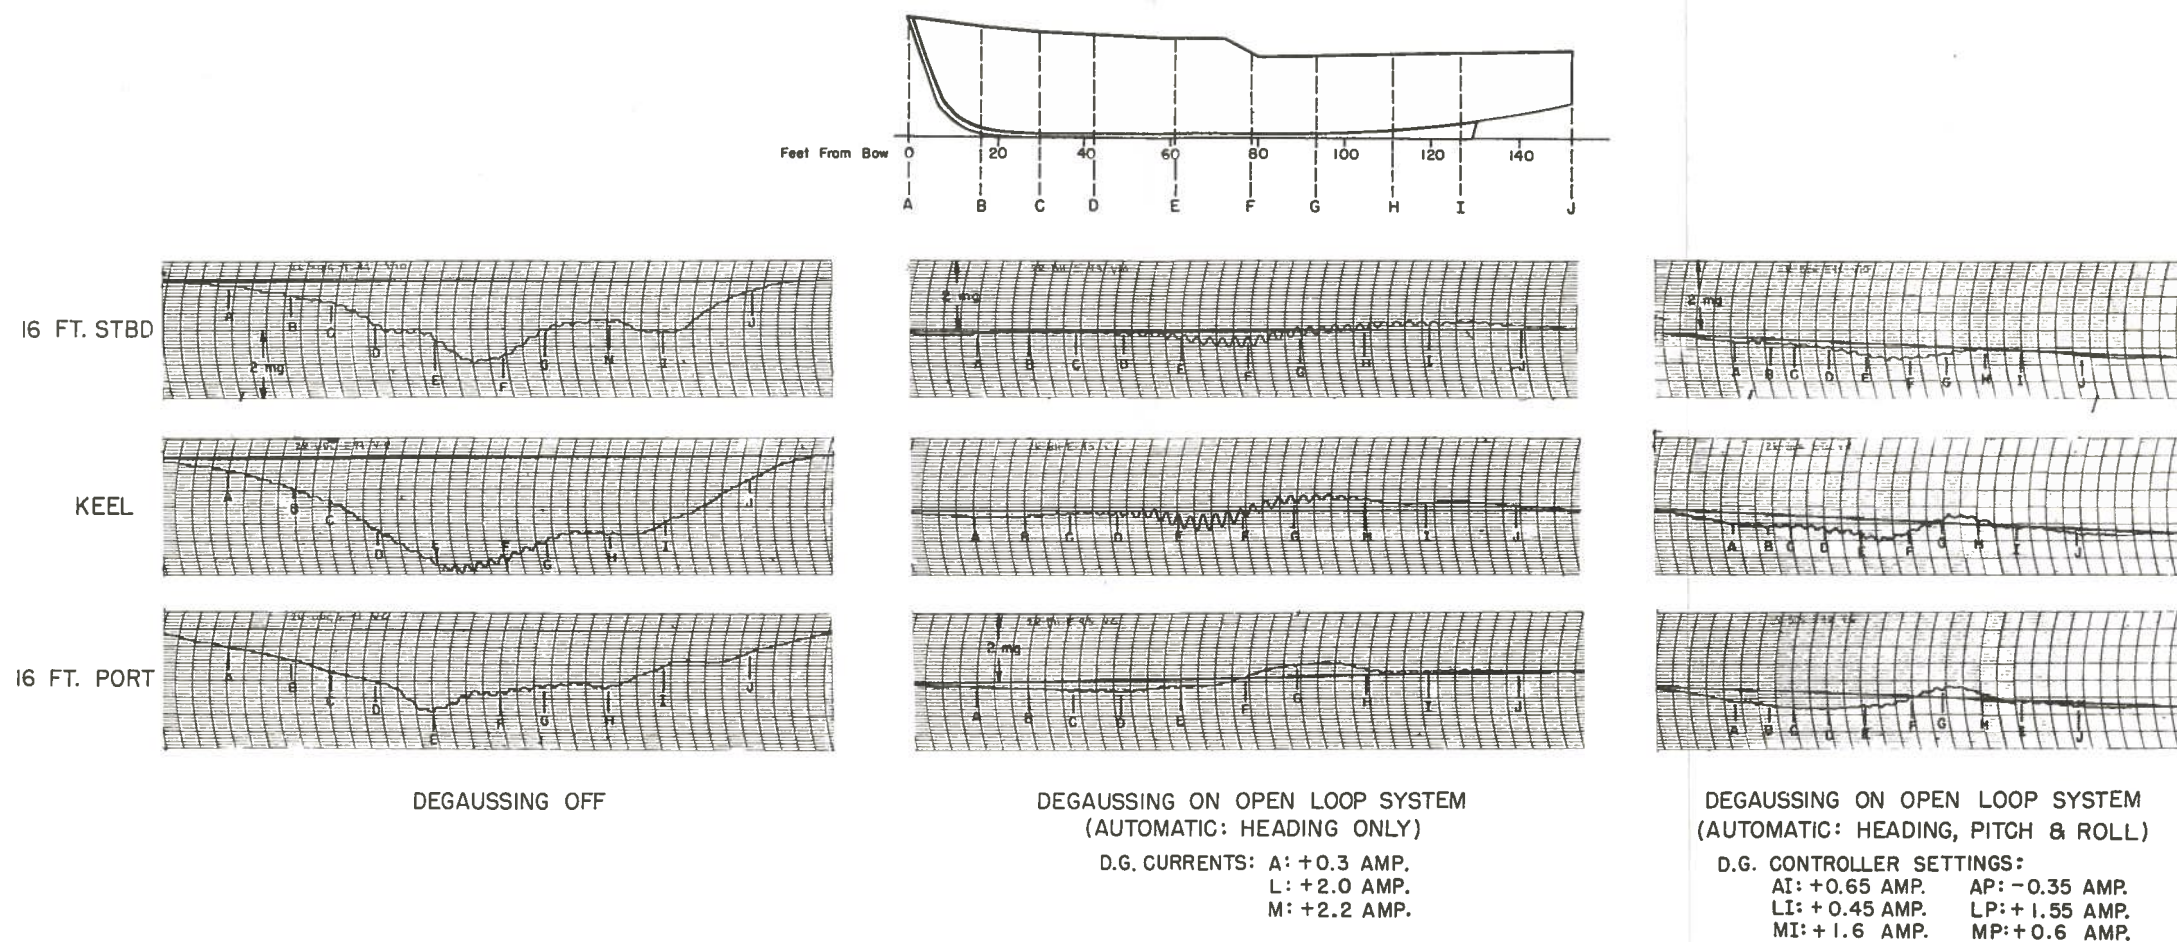 Feet From Bow 0 20 40 60 80 100 120 140
A B C D E F G H I J
16 FT. STBD
A B C D E F G H I J
2 mg
2 mg
A B C D E F G H I J
2 mg
A B C D E F G H I J
KEEL
A B C D E F G H I J
A B C D E F G H I J
A B C D E F G H I J
16 FT. PORT
A B C D E F G H I J
2 mg
A B C D E F G H I J
A B C D E F G H I J
DEGAUSSING OFF
DEGAUSSING ON OPEN LOOP SYSTEM
(AUTOMATIC: HEADING ONLY)
D.G. CURRENTS: A: +0.3 AMP.
L: +2.0 AMP.
M: +2.2 AMP.
DEGAUSSING ON OPEN LOOP SYSTEM
(AUTOMATIC: HEADING, PITCH & ROLL)
D.G. CONTROLLER SETTINGS:
AI: +0.65 AMP. AP: -0.35 AMP.
LI: +0.45 AMP. LP: +1.55 AMP.
MI: +1.6 AMP. MP: +0.6 AMP.